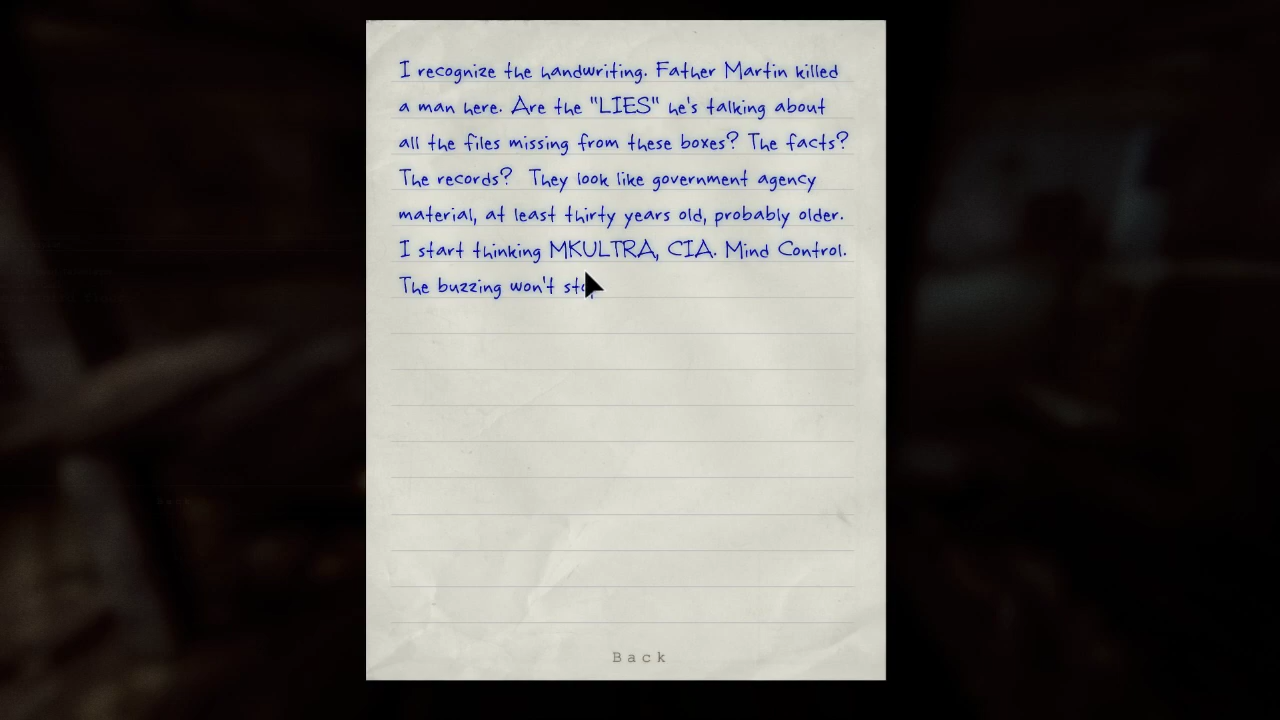 I recognize the handwriting. Father Martin killed
a man here. Are the "LIES" he's talking about
all the files missing from these boxes? The facts?
The records?  They look like government agency
material, at least thirty years old, probably older.
I start thinking MKULTRA, CIA. Mind Control.
The buzzing won't
Back